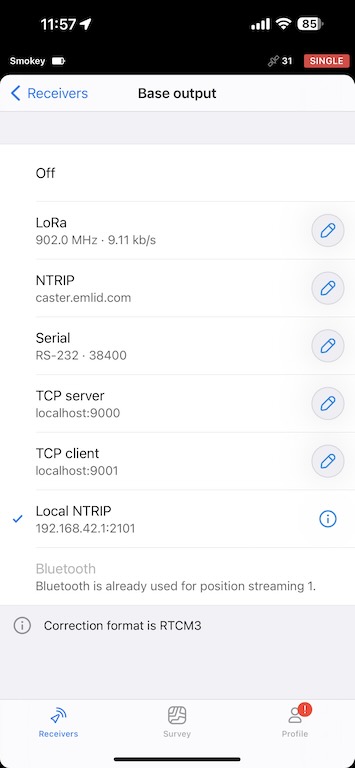 11:57
85
Smokey
31
SINGLE
Receivers
Base output
Off
LoRa
902.0 MHz · 9.11 kb/s
NTRIP
caster.emlid.com
Serial
RS-232 · 38400
TCP server
localhost:9000
TCP client
localhost:9001
Local NTRIP
192.168.42.1:2101
Bluetooth
Bluetooth is already used for position streaming 1.
Correction format is RTCM3
!
Receivers
Survey
Profile